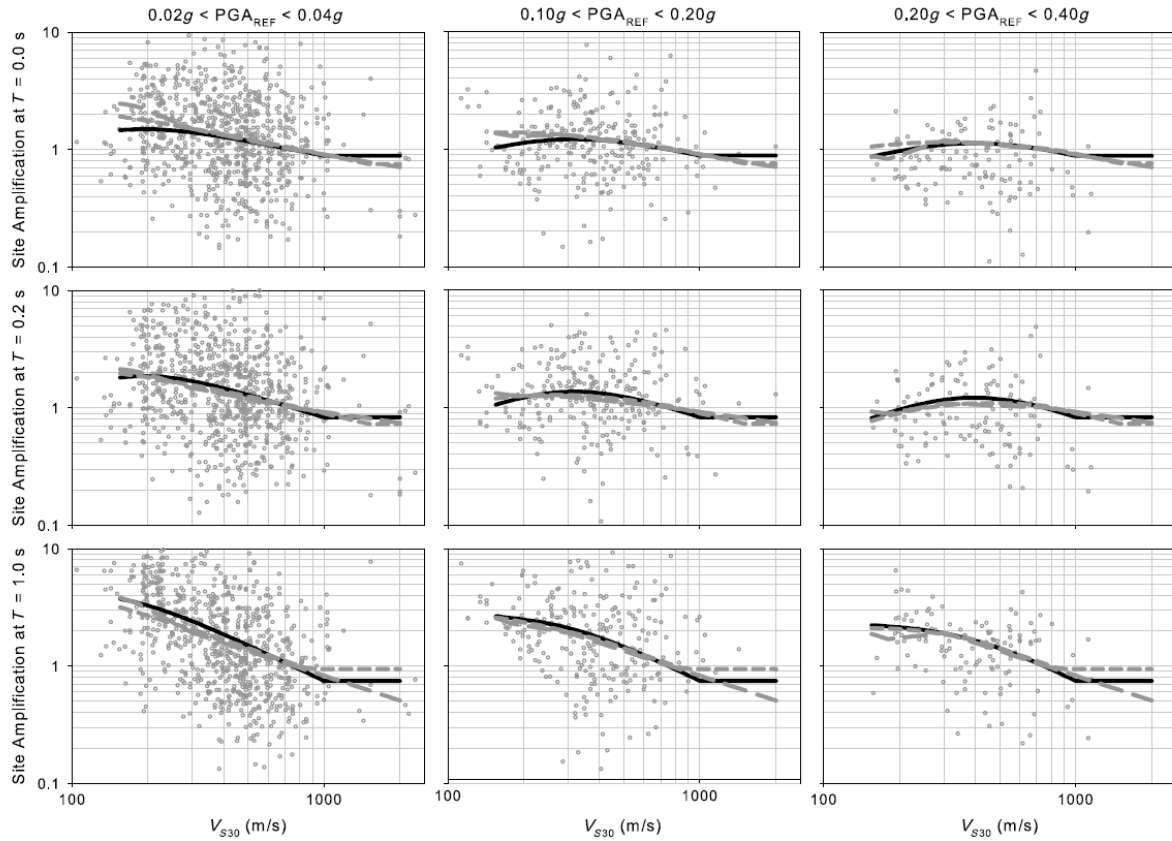 0.02g < PGA_REF < 0.04g
0.10g < PGA_REF < 0.20g
0.20g < PGA_REF < 0.40g
Site Amplification at T = 0.0 s
10
1
0.1
Site Amplification at T = 0.2 s
10
1
0.1
Site Amplification at T = 1.0 s
10
1
0.1
100
1000
100
1000
100
1000
V_S30 (m/s)
V_S30 (m/s)
V_S30 (m/s)